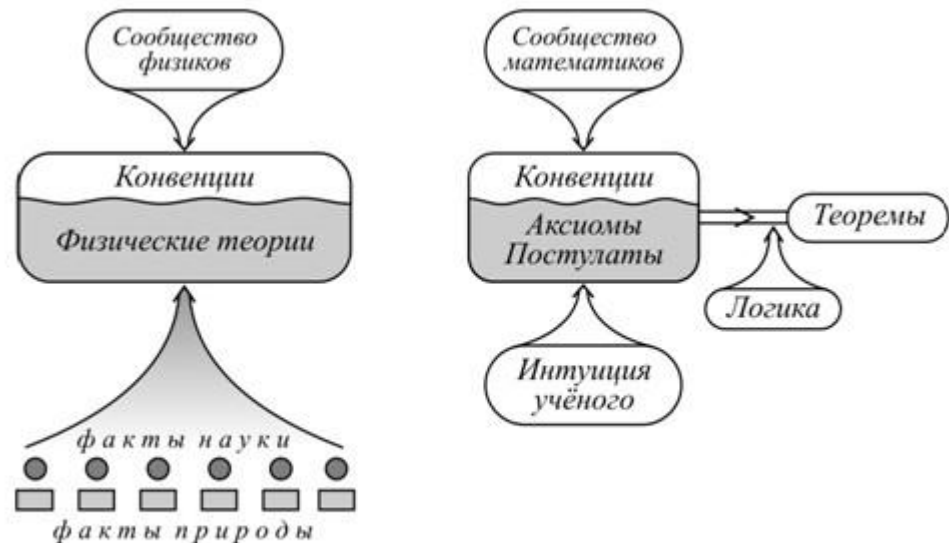 Сообщество
физиков
Конвенции
Физические теории
факты науки
факты природы
Сообщество
математиков
Конвенции
Аксиомы
Постулаты
Теоремы
Логика
Интуиция
учёного